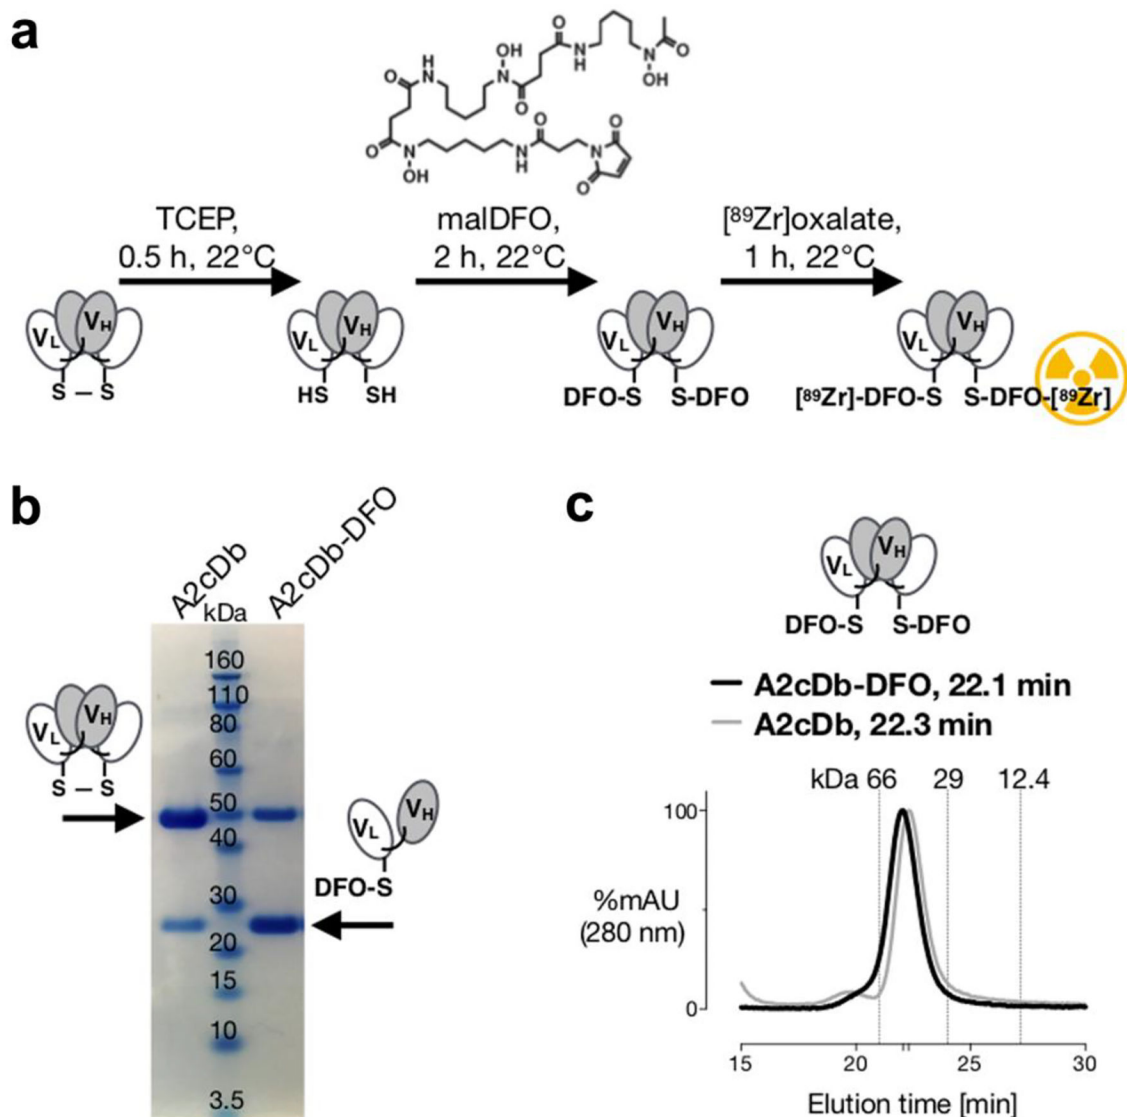 a
OH
O
H
N
N
O
O
N
H
N
O
OH
O
N
OH
O
N
H
O
N
O
O
TCEP,
0.5 h, 22°C
malDFO,
2 h, 22°C
[⁸⁹Zr]oxalate,
1 h, 22°C
VL VH
S – S
VL VH
HS SH
VL VH
DFO-S S-DFO
VL VH
[⁸⁹Zr]-DFO-S S-DFO-[⁸⁹Zr]
b
A2cDb
kDa
A2cDb-DFO
160
110
80
60
50
40
30
20
15
10
3.5
VL VH
S – S
VL VH
DFO-S
c
VL VH
DFO-S S-DFO
A2cDb-DFO, 22.1 min
A2cDb, 22.3 min
kDa 66 29 12.4
100
%mAU
(280 nm)
0
15 20 25 30
Elution time [min]